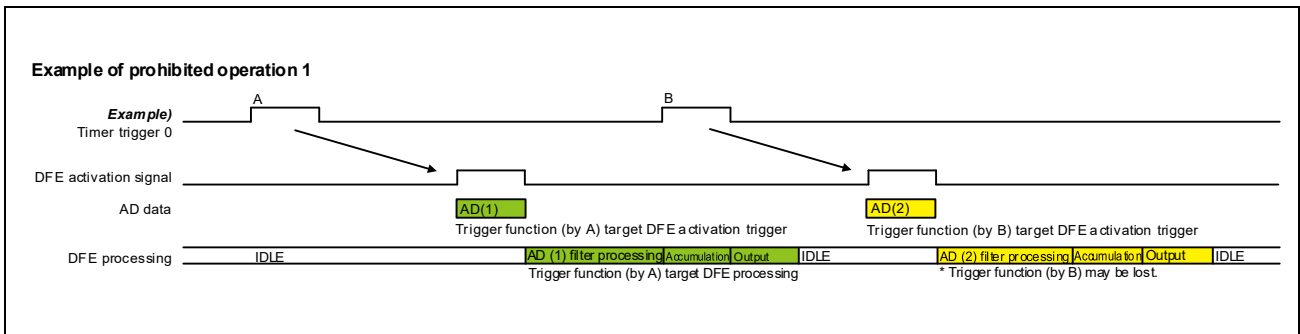 Example of prohibited operation 1
A
B
Example)
Timer trigger 0
DFE activation signal
AD data
AD(1)
AD(2)
Trigger function (by A) target DFE activation trigger
Trigger function (by B) target DFE activation trigger
DFE processing
IDLE
AD (1) filter processing
Accumulation
Output
IDLE
AD (2) filter processing
Accumulation
Output
IDLE
Trigger function (by A) target DFE processing
* Trigger function (by B) may be lost.